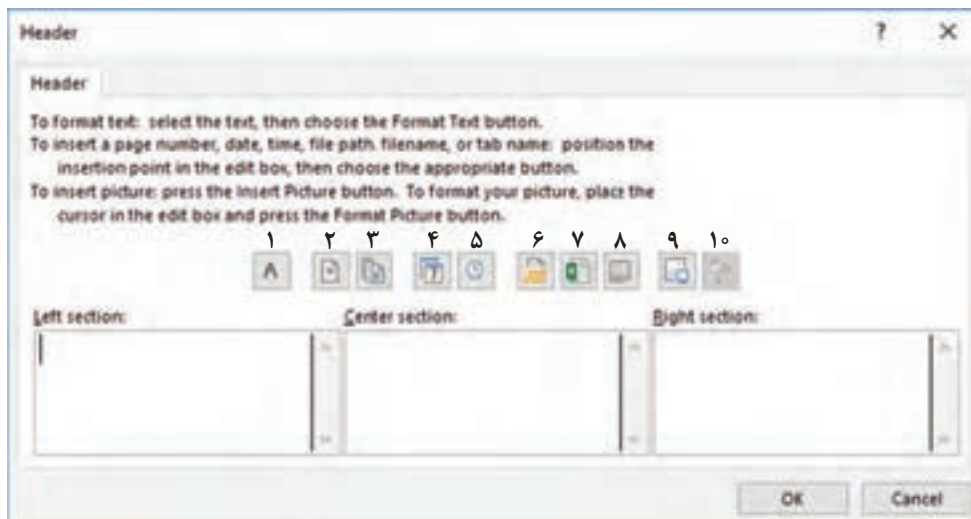 Header
Header
To format text: select the text, then choose the Format Text button.
To insert a page number, date, time, file path, filename, or tab name: position the
insertion point in the edit box, then choose the appropriate button.
To insert picture: press the Insert Picture button. To format your picture, place the
cursor in the edit box and press the Format Picture button.
۱ ۲ ۳ ۴ ۵ ۶ ۷ ۸ ۹ ۱۰
A
Left section: Center section: Right section:
OK Cancel